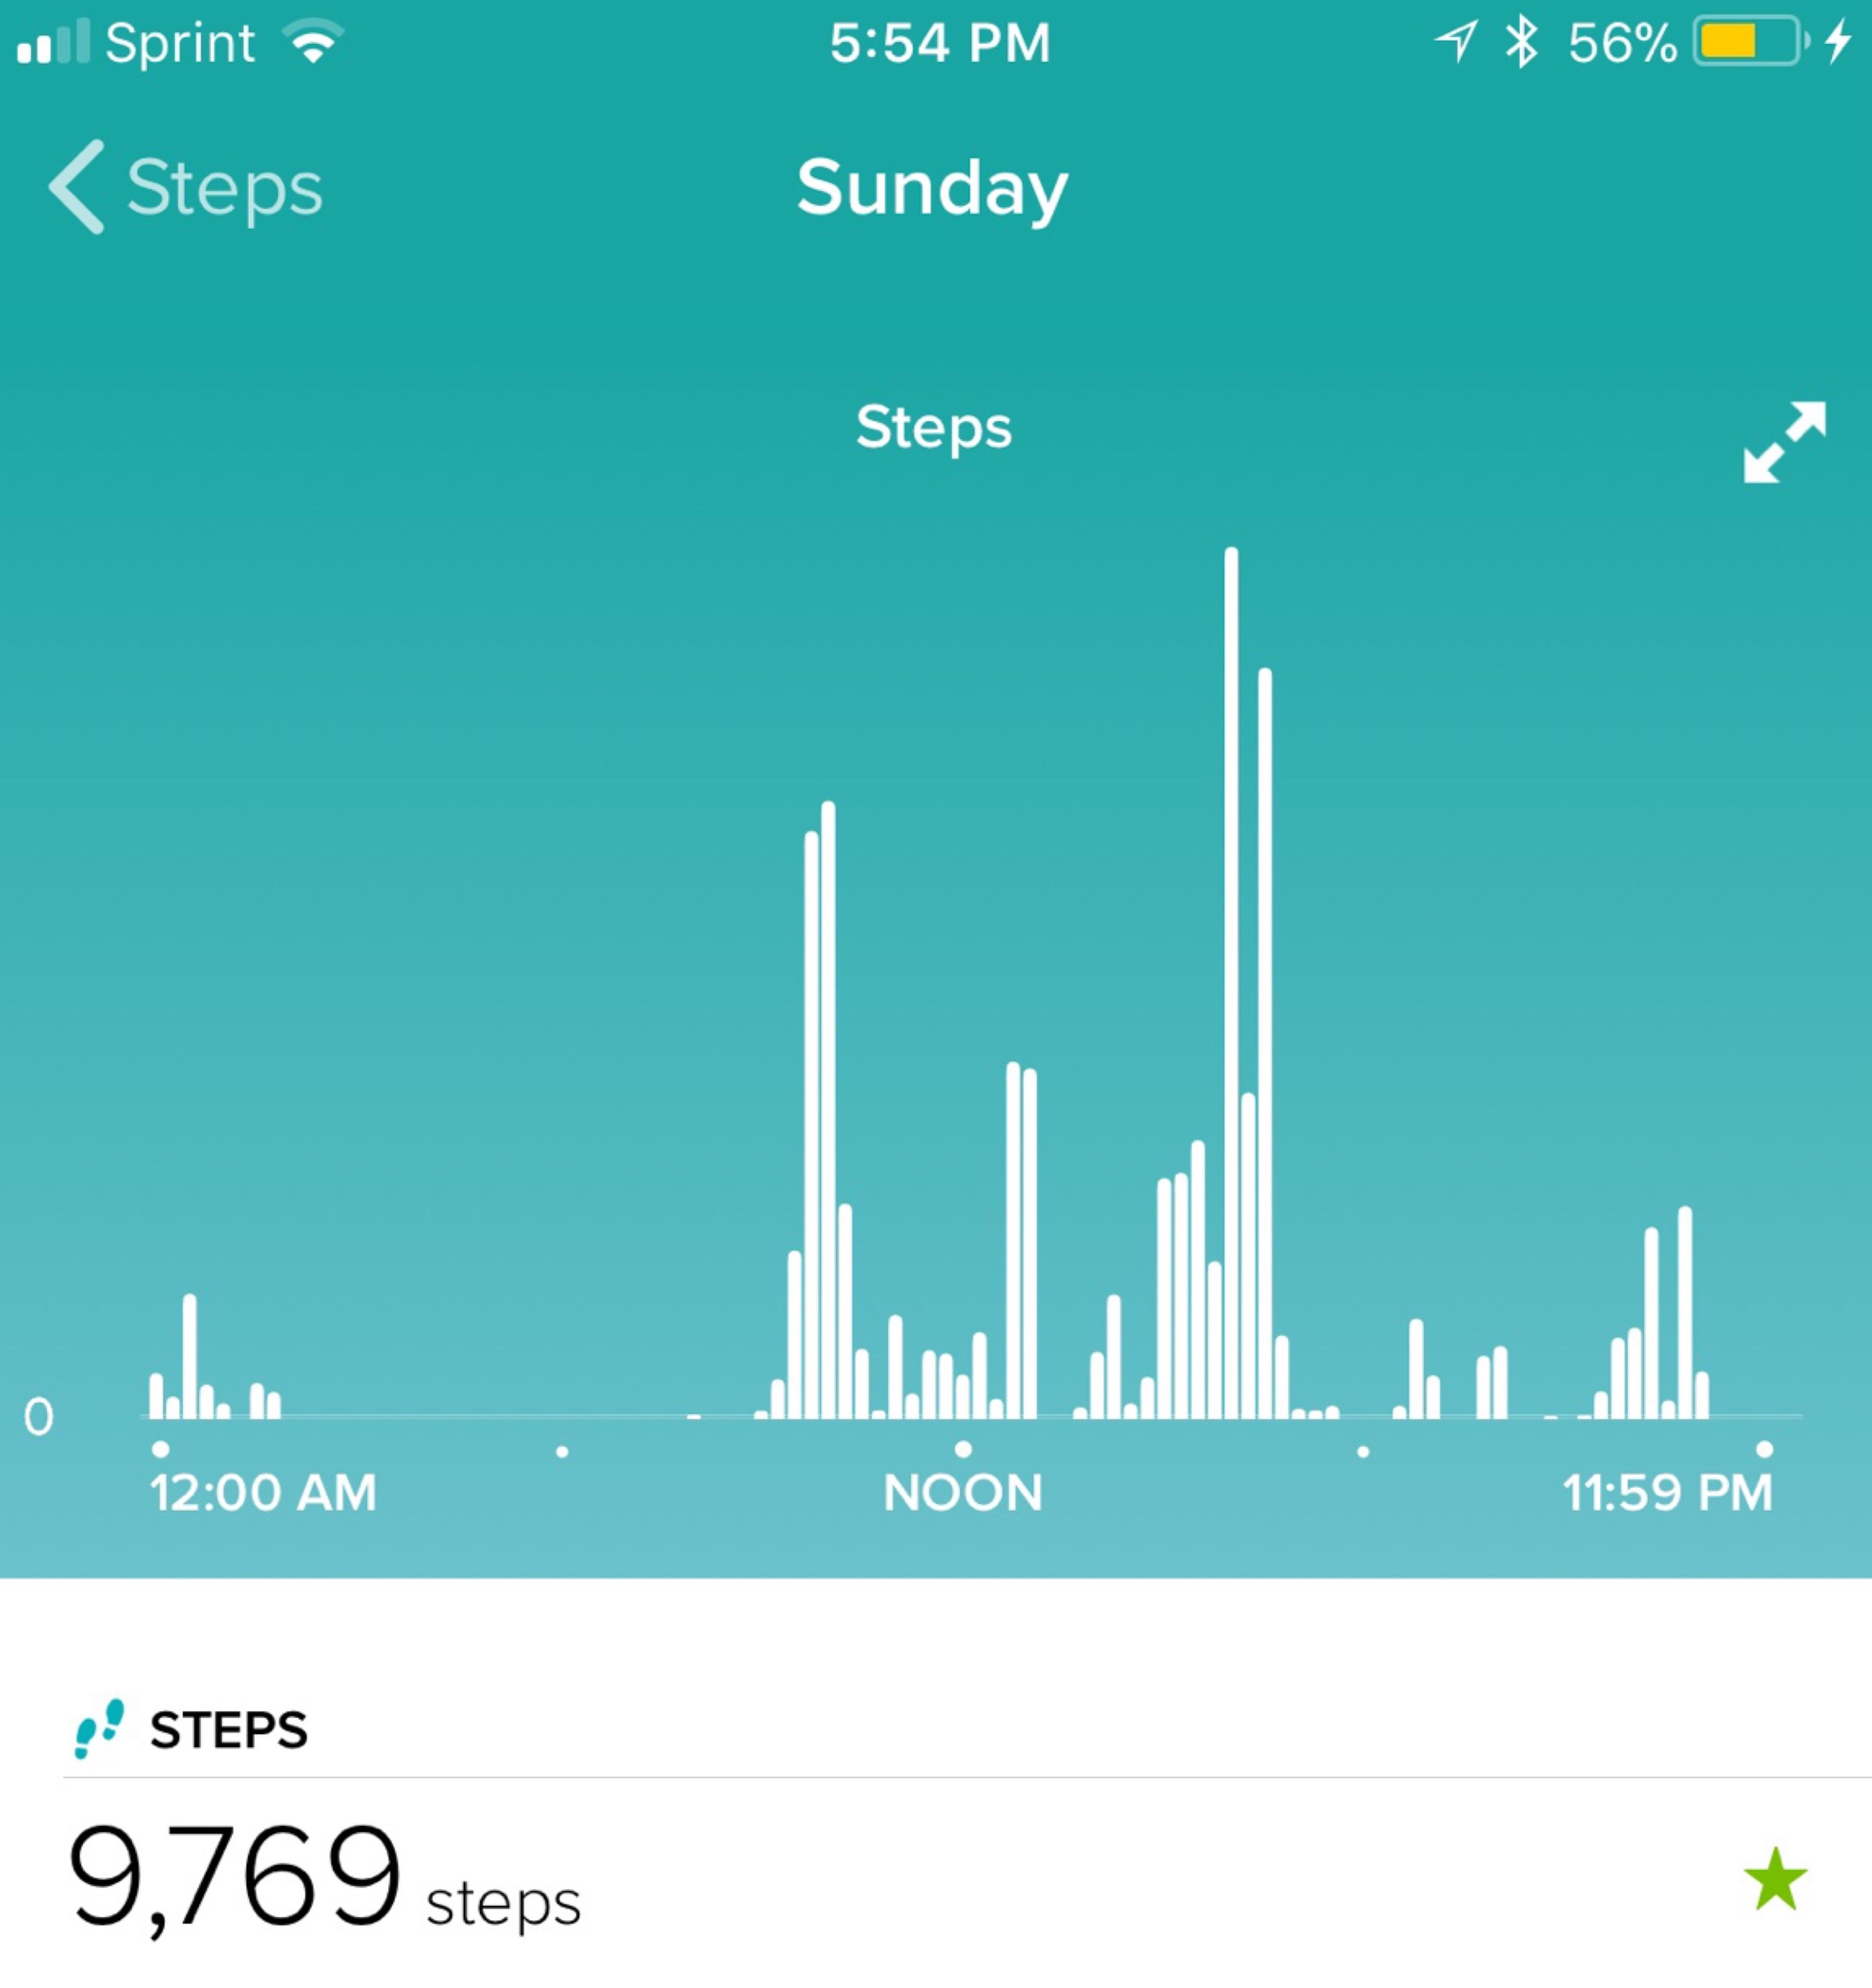 Sprint 5:54 PM 56%
Steps Sunday
Steps
0
12:00 AM NOON 11:59 PM
STEPS
9,769 steps